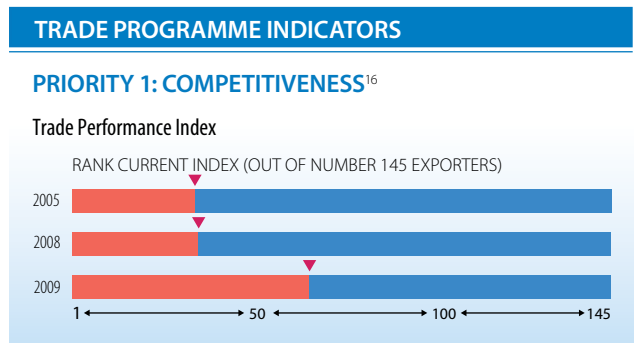 TRADE PROGRAMME INDICATORS
PRIORITY 1: COMPETITIVENESS16
Trade Performance Index
RANK CURRENT INDEX (OUT OF NUMBER 145 EXPORTERS)
2005
2008
2009
1 50 100 145